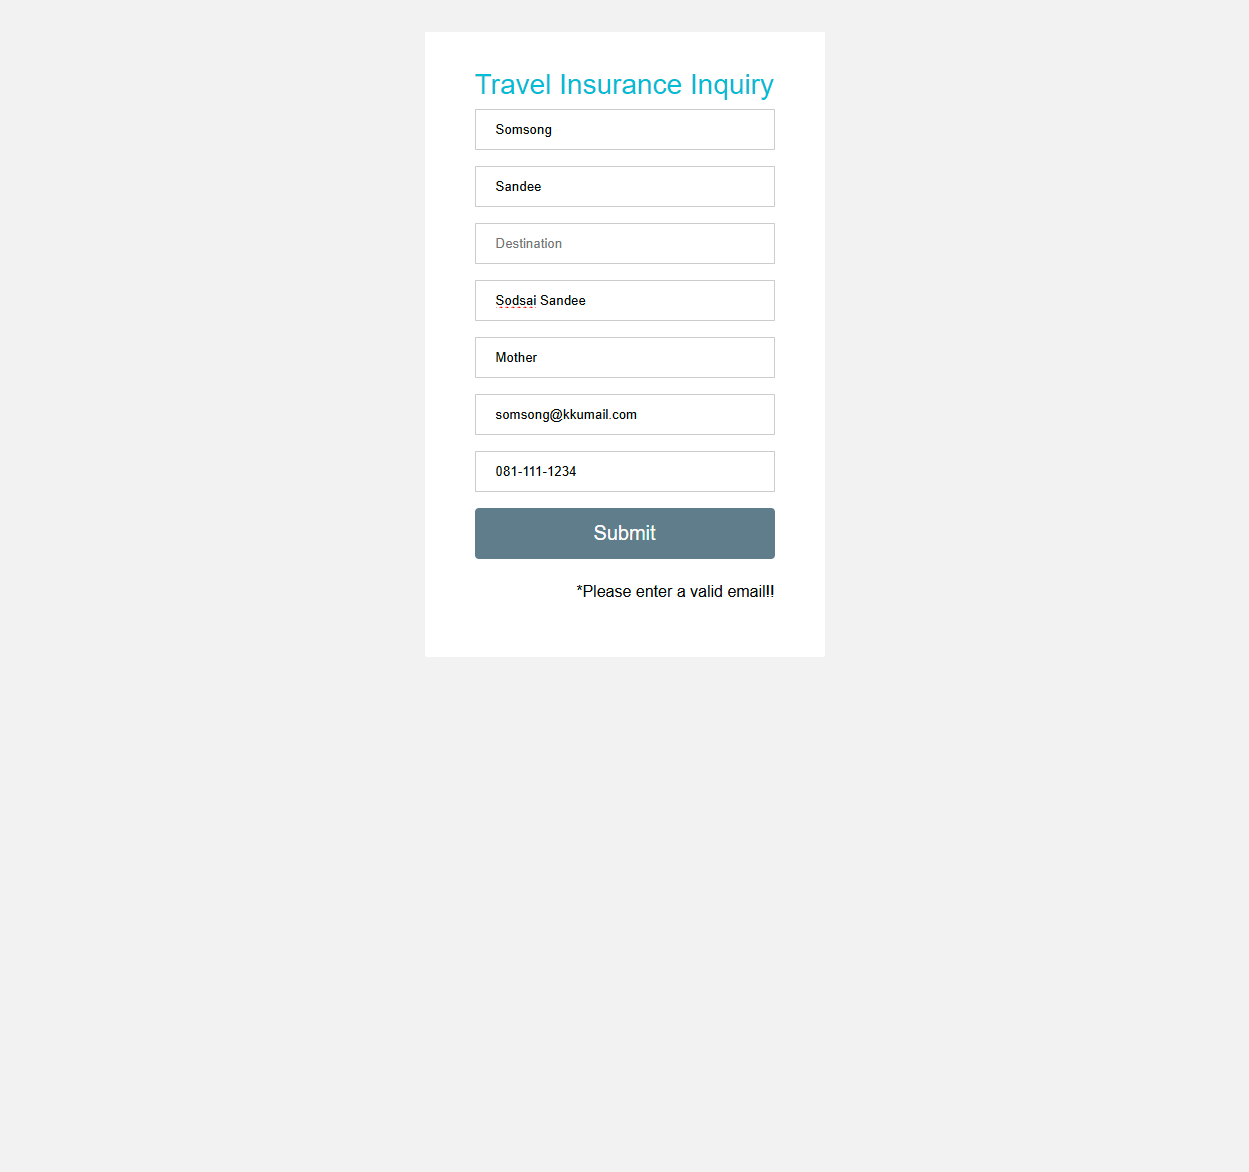 Travel Insurance Inquiry
Somsong
Sandee
Destination
Sodsai Sandee
Mother
somsong@kkumail.com
081-111-1234
Submit
*Please enter a valid email!!